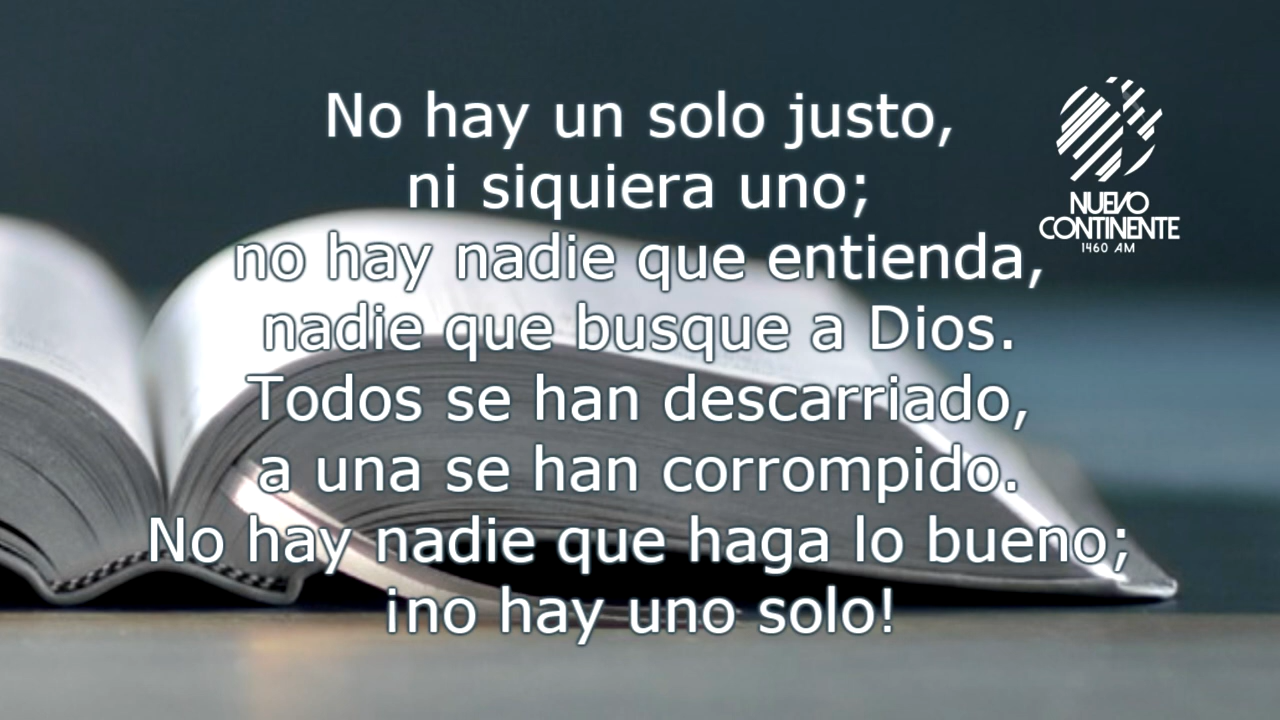 No hay un solo justo,
ni siquiera uno;
no hay nadie que entienda,
nadie que busque a Dios.
Todos se han descarriado,
a una se han corrompido.
No hay nadie que haga lo bueno;
¡no hay uno solo!
NUEVO
CONTINENTE
1460 AM